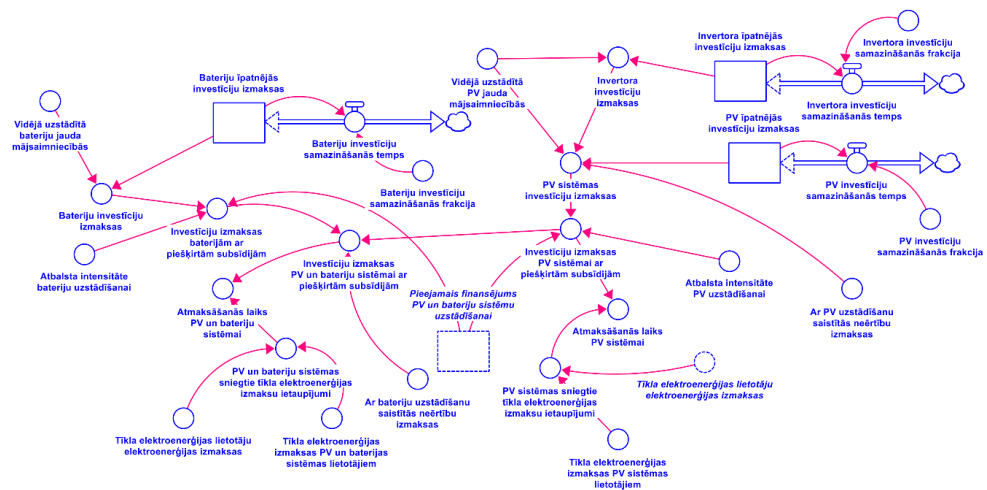 Invertora īpatnējās
investīciju izmaksas
Invertora investīciju
samazināšanās frakcija
Bateriju īpatnējās
investīciju izmaksas
Vidējā uzstādītā
PV jauda
mājsaimniecībās
Invertora
investīciju
izmaksas
Invertora investīciju
samazināšanās temps
PV īpatnējās
investīciju izmaksas
Vidējā uzstādītā
bateriju jauda
mājsaimniecībās
Bateriju investīciju
samazināšanās temps
Bateriju investīciju
samazināšanās frakcija
PV sistēmas
investīciju izmaksas
PV investīciju
samazināšanās temps
Bateriju investīciju
izmaksas
Investīciju izmaksas
baterijām ar
piešķirtām subsīdijām
PV investīciju
samazināšanās frakcija
Atbalsta intensitāte
bateriju uzstādīšanai
Investīciju izmaksas
PV un bateriju sistēmai ar
piešķirtām subsīdijām
Investīciju izmaksas
PV sistēmai ar
piešķirtām subsīdijām
Atbalsta intensitāte
PV uzstādīšanai
Pieejamais finansējums
PV un bateriju sistēmu
uzstādīšanai
Ar PV uzstādīšanu
saistītās neērtību
izmaksas
Atmaksāšanās laiks
PV un bateriju
sistēmai
Atmaksāšanās laiks
PV sistēmai
PV un bateriju sistēmas
sniegtie tīkla elektroenerģijas
izmaksu ietaupījumi
Ar bateriju uzstādīšanu
saistītās neērtību
izmaksas
PV sistēmas sniegtie
tīkla elektroenerģijas
izmaksu ietaupījumi
Tīkla elektroenerģijas lietotāju
elektroenerģijas izmaksas
Tīkla elektroenerģijas lietotāju
elektroenerģijas izmaksas
Tīkla elektroenerģijas
izmaksas PV un baterijas
sistēmas lietotājiem
Tīkla elektroenerģijas
izmaksas PV sistēmas
lietotājiem